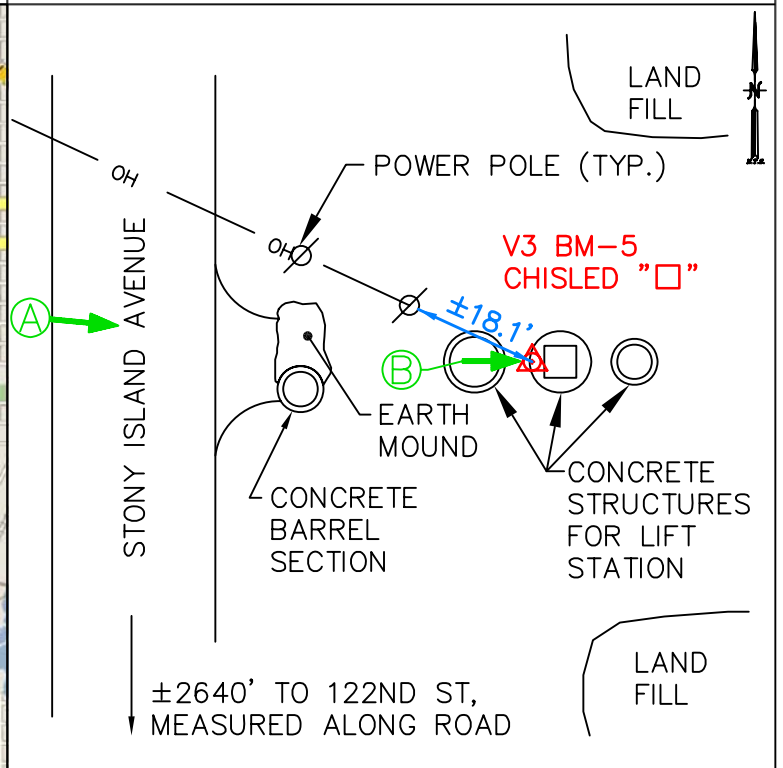 LAND
FILL
N
OH
POWER POLE (TYP.)
OH
V3 BM-5
CHISLED "□"
STONY ISLAND AVENUE
A
±18.1'
B
EARTH
MOUND
CONCRETE
BARREL
SECTION
CONCRETE
STRUCTURES
FOR LIFT
STATION
±2640' TO 122ND ST,
MEASURED ALONG ROAD
LAND
FILL